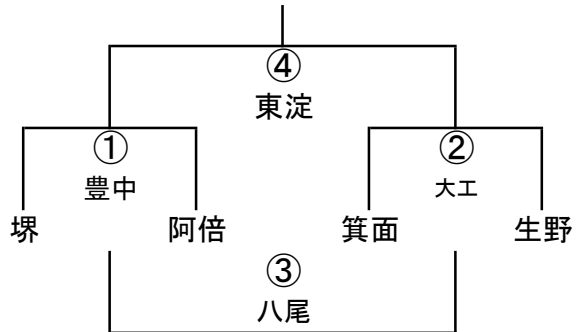 ④
東淀
① ②
豊中 大工
堺 阿倍 箕面 生野
③
八尾